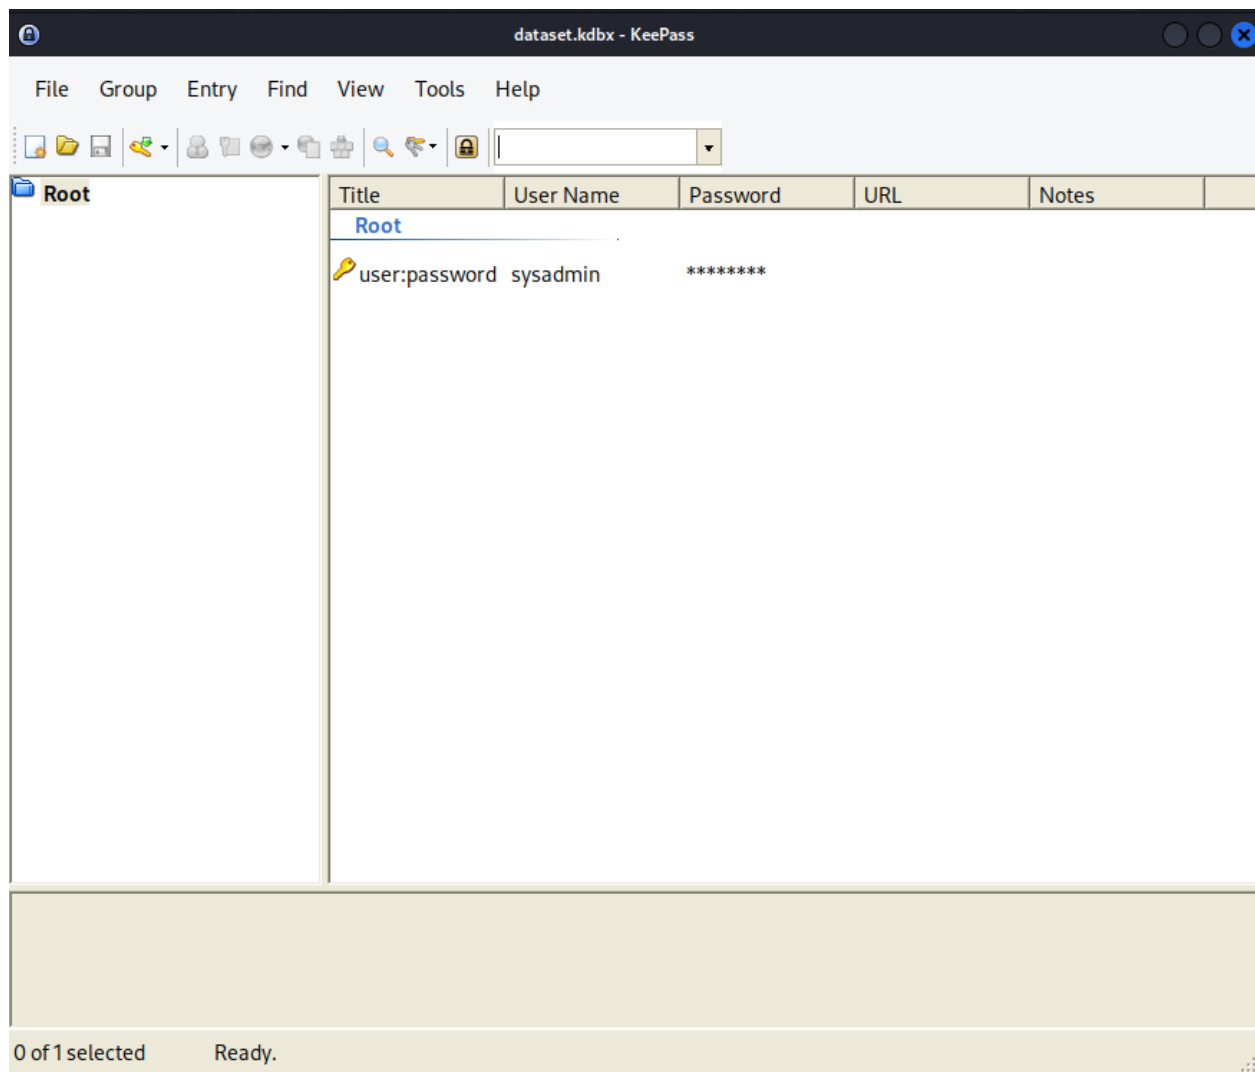 dataset.kdbx - KeePass
File Group Entry Find View Tools Help
Root
Title User Name Password URL Notes
Root
user:password sysadmin ********
0 of 1 selected Ready.